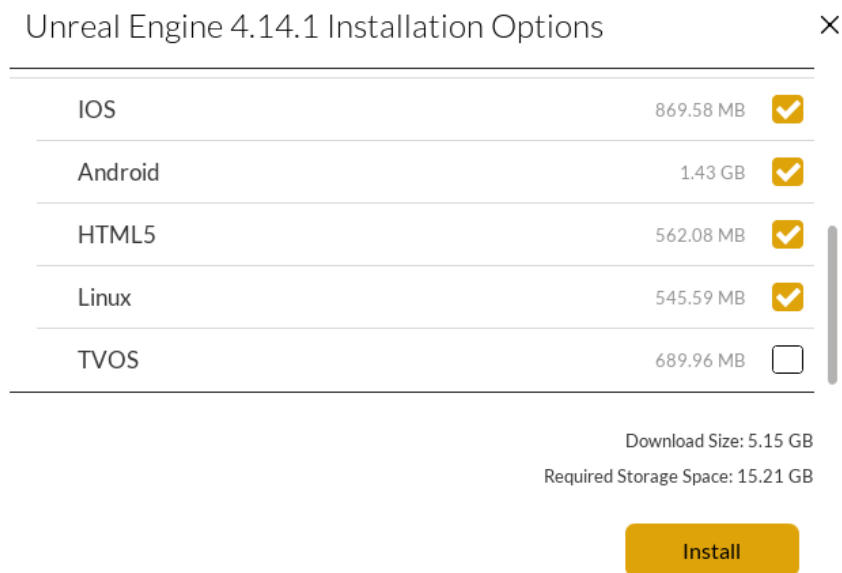 Unreal Engine 4.14.1 Installation Options
IOS 869.58 MB
Android 1.43 GB
HTML5 562.08 MB
Linux 545.59 MB
TVOS 689.96 MB
Download Size: 5.15 GB
Required Storage Space: 15.21 GB
Install